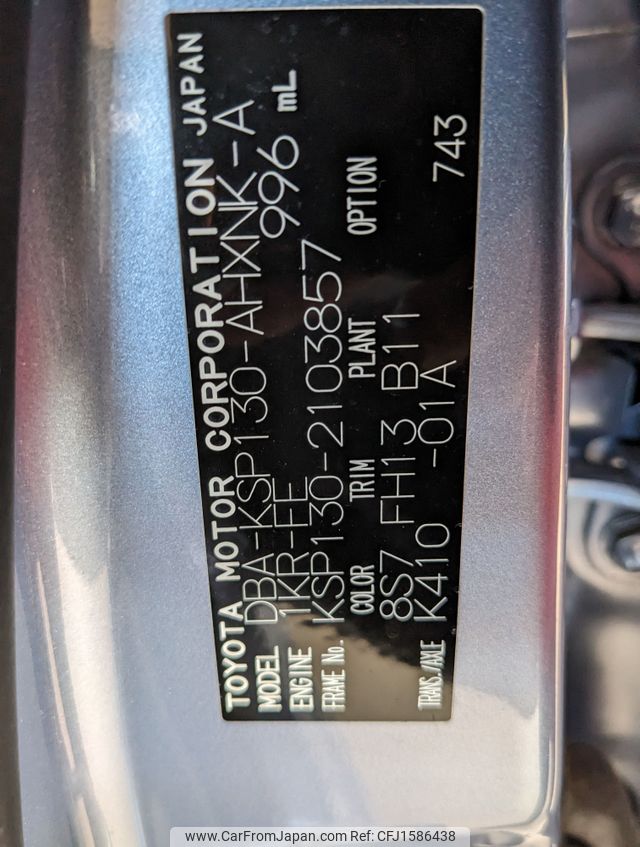 TOYOTA MOTOR CORPORATION JAPAN
MODEL DBA-KSP130-AHXNK-A
ENGINE 1KR-FE 996 mL
FRAME No. KSP130-2103857
COLOR TRIM PLANT OPTION
8S7 FH13 B11
TRANS./AXLE K410 -01A 743
www.CarFromJapan.com Ref: CFJ1586438